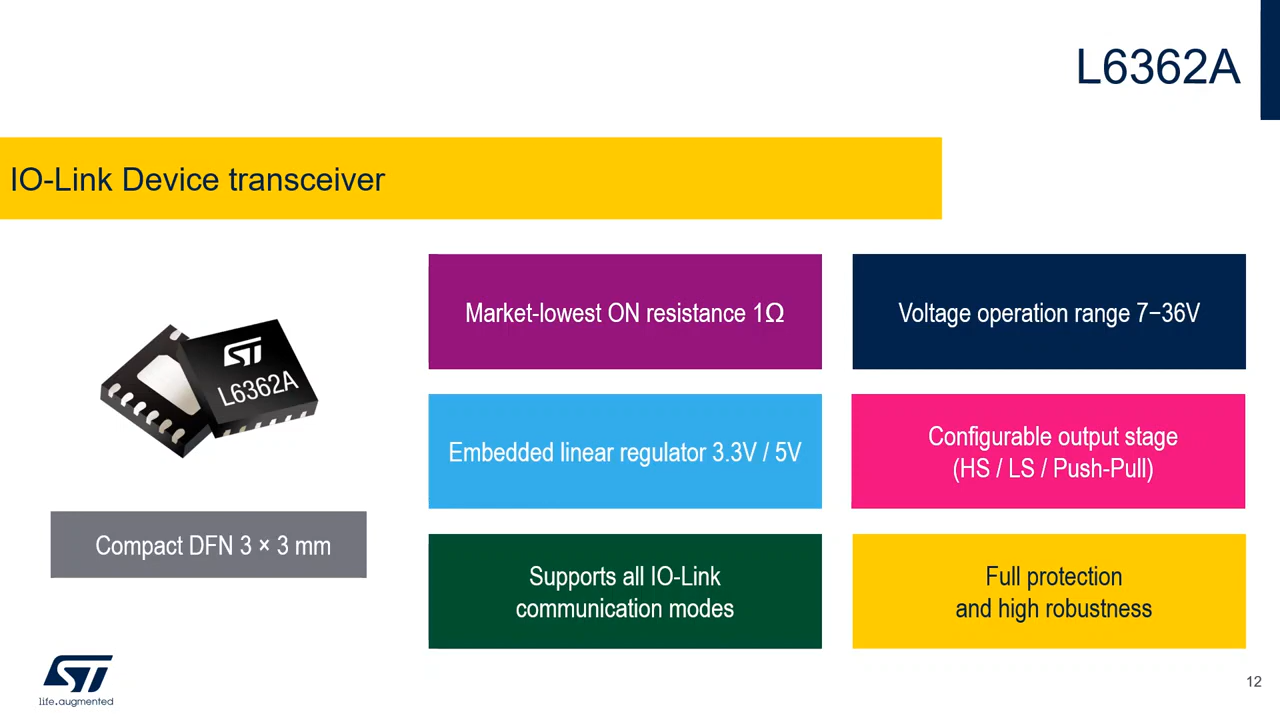 L6362A
IO-Link Device transceiver
ST
L6362A
Compact DFN 3 × 3 mm
Market-lowest ON resistance 1Ω
Voltage operation range 7−36V
Embedded linear regulator 3.3V / 5V
Configurable output stage
(HS / LS / Push-Pull)
Supports all IO-Link
communication modes
Full protection
and high robustness
ST
life.augmented
12